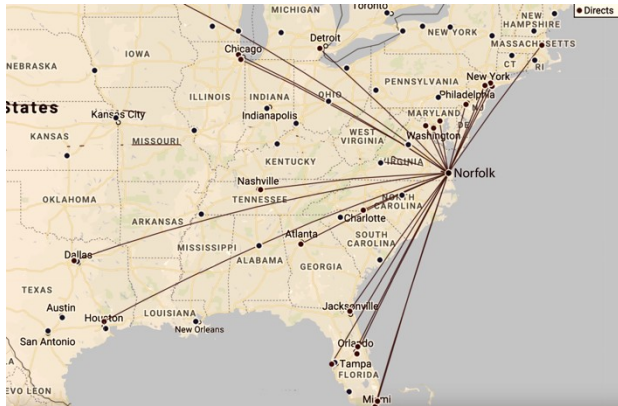 MICHIGAN
Toronto
NEW HAMPSHIRE
Directs
Detroit
NEW YORK
MASSACHUSETTS
IOWA
Chicago
CT
RI
NEBRASKA
PENNSYLVANIA
New York
OHIO
Philadelphia
NJ
States
ILLINOIS
INDIANA
MARYLAND
DE
Kansas City
Indianapolis
Washington
WEST VIRGINIA
KANSAS
MISSOURI
KENTUCKY
VIRGINIA
Norfolk
Nashville
TENNESSEE
NORTH CAROLINA
OKLAHOMA
ARKANSAS
Charlotte
Atlanta
SOUTH CAROLINA
MISSISSIPPI
Dallas
ALABAMA
GEORGIA
TEXAS
Austin
Houston
LOUISIANA
Jacksonville
San Antonio
New Orleans
Orlando
Tampa
FLORIDA
EVO LEON
Miami